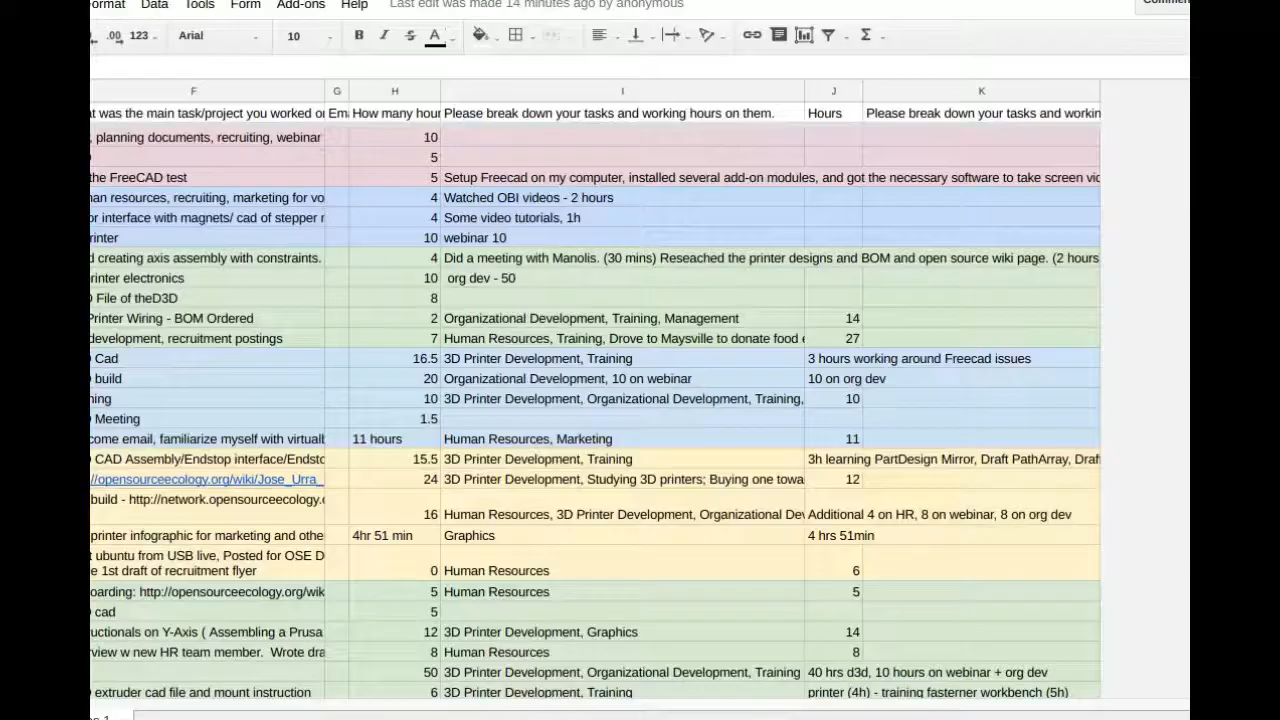 ormat Data Tools Form Add-ons Help Last edit was made 14 minutes ago by anonymous
.00 123 Arial 10 B I S A Σ
F G H I J K
t was the main task/project you worked o Em How many hour Please break down your tasks and working hours on them. Hours Please break down your tasks and workin
, planning documents, recruiting, webinar 10
5
the FreeCAD test 5 Setup Freecad on my computer, installed several add-on modules, and got the necessary software to take screen vid
an resources, recruiting, marketing for vo 4 Watched OBI videos - 2 hours
or interface with magnets/ cad of stepper 4 Some video tutorials, 1h
rinter 10 webinar 10
d creating axis assembly with constraints. 4 Did a meeting with Manolis. (30 mins) Reseached the printer designs and BOM and open source wiki page. (2 hours
rinter electronics 10 org dev - 50
File of theD3D 8
Printer Wiring - BOM Ordered 2 Organizational Development, Training, Management 14
development, recruitment postings 7 Human Resources, Training, Drove to Maysville to donate food 27
Cad 16.5 3D Printer Development, Training 3 hours working around Freecad issues
build 20 Organizational Development, 10 on webinar 10 on org dev
ning 10 3D Printer Development, Organizational Development, Training, 10
Meeting 1.5
come email, familiarize myself with virtualb 11 hours Human Resources, Marketing 11
CAD Assembly/Endstop interface/Endsto 15.5 3D Printer Development, Training 3h learning PartDesign Mirror, Draft PathArray, Draf
://opensourceecology.org/wiki/Jose_Urra_ 24 3D Printer Development, Studying 3D printers; Buying one towa 12
build - http://network.opensourceecology.o
16 Human Resources, 3D Printer Development, Organizational Dev Additional 4 on HR, 8 on webinar, 8 on org dev
printer infographic for marketing and othe 4hr 51 min Graphics 4 hrs 51min
t ubuntu from USB live, Posted for OSE D
e 1st draft of recruitment flyer 0 Human Resources 6
oarding: http://opensourceecology.org/wik 5 Human Resources 5
cad 5
uctionals on Y-Axis ( Assembling a Prusa 12 3D Printer Development, Graphics 14
view w new HR team member. Wrote dra 8 Human Resources 8
50 3D Printer Development, Organizational Development, Training 40 hrs d3d, 10 hours on webinar + org dev
extruder cad file and mount instruction 6 3D Printer Development, Training printer (4h) - training fasterner workbench (5h)